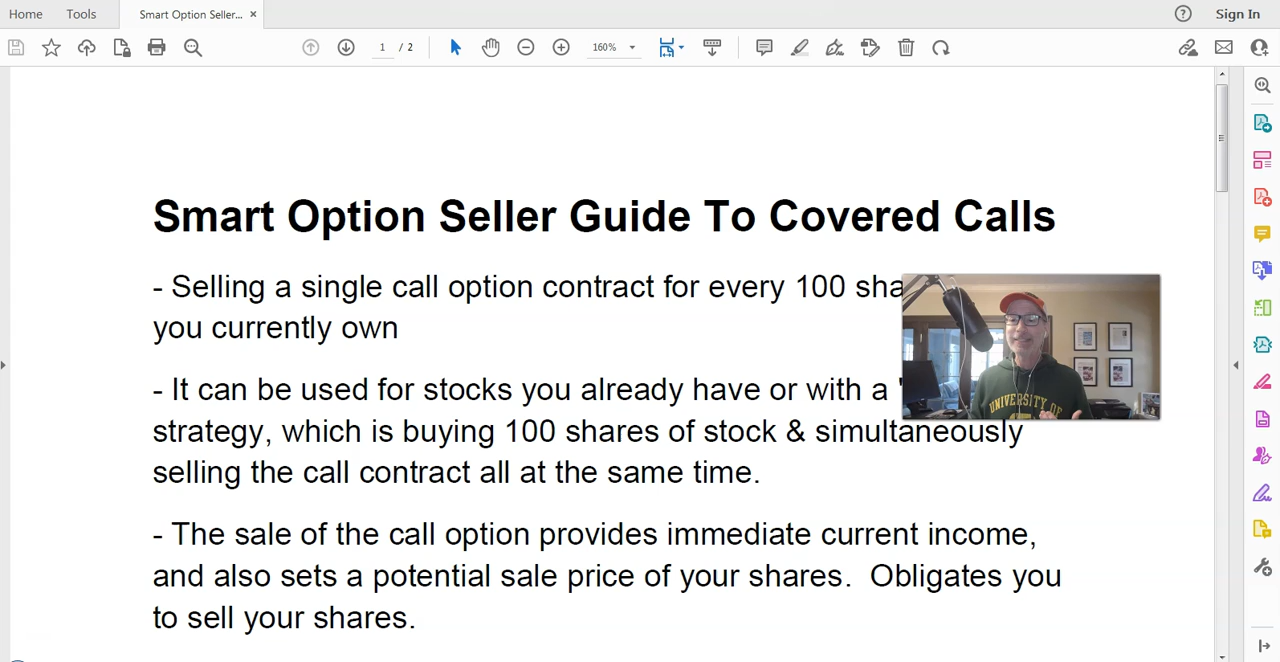 Home Tools Smart Option Seller... × Sign In
1 / 2 160%
Smart Option Seller Guide To Covered Calls
- Selling a single call option contract for every 100
you currently own
- It can be used for stocks you already have or with a
strategy, which is buying 100 shares of stock & simultaneously
selling the call contract all at the same time.
- The sale of the call option provides immediate current income,
and also sets a potential sale price of your shares. Obligates you
to sell your shares.
UNIVERSITY OF